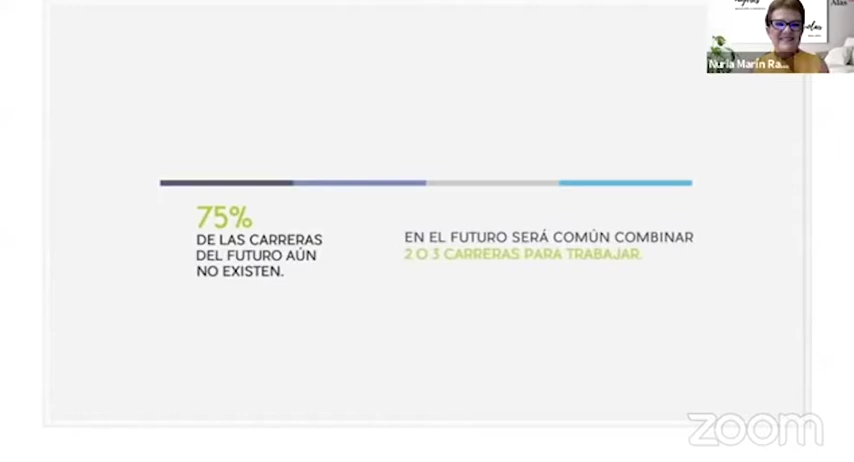 Alas
Nuria Marín Ra...
75%
DE LAS CARRERAS
DEL FUTURO AÚN
NO EXISTEN.
EN EL FUTURO SERÁ COMÚN COMBINAR
2 O 3 CARRERAS PARA TRABAJAR.
zoom